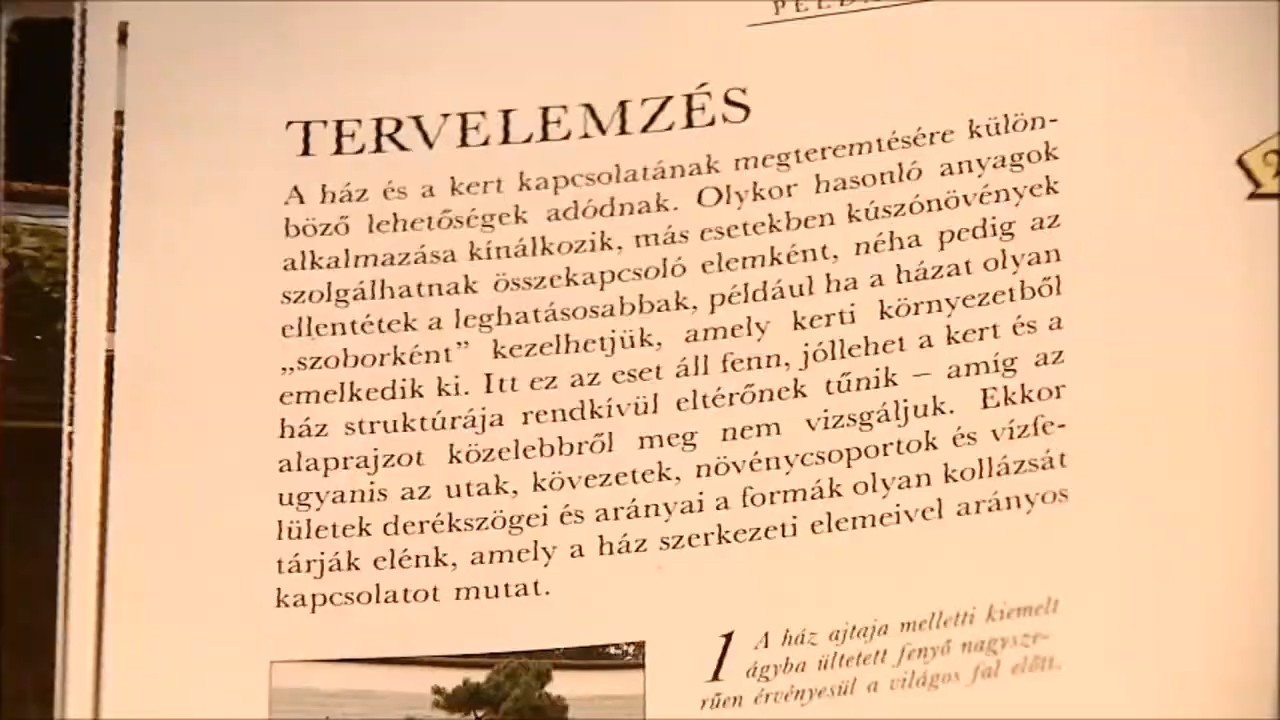 TERVELEMZÉS
A ház és a kert kapcsolatának megteremtésére külön-
böző lehetőségek adódnak. Olykor hasonló anyagok
alkalmazása kínálkozik, más esetekben kúszónövények
szolgálhatnak összekapcsoló elemként, néha pedig az
ellentétek a leghatásosabbak, például ha a házat olyan
„szoborként” kezelhetjük, amely kerti környezetből
emelkedik ki. Itt ez az eset áll fenn, jóllehet a kert és a
ház struktúrája rendkívül eltérőnek tűnik – amíg az
alaprajzot közelebbről meg nem vizsgáljuk. Ekkor
ugyanis az utak, kövezetek, növénycsoportok és vízfe-
lületek derékszögei és arányai a formák olyan kollázsát
tárják elénk, amely a ház szerkezeti elemeivel arányos
kapcsolatot mutat.
1 A ház ajtaja melletti kiemelt
ágyba ültetett fenyő nagysze-
rűen érvényesül a világos fal előtt.
2